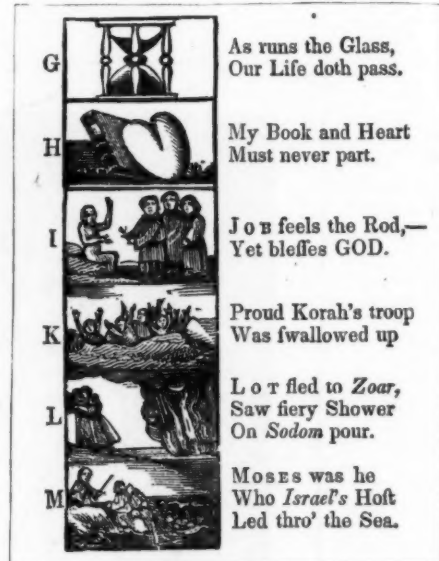 G
As runs the Glass,
Our Life doth pass.
H
My Book and Heart
Must never part.
I
JOB feels the Rod,—
Yet bleſſes GOD.
K
Proud Korah's troop
Was ſwallowed up
L
LOT fled to Zoar,
Saw fiery Shower
On Sodom pour.
M
MOSES was he
Who Israel's Hoſt
Led thro' the Sea.